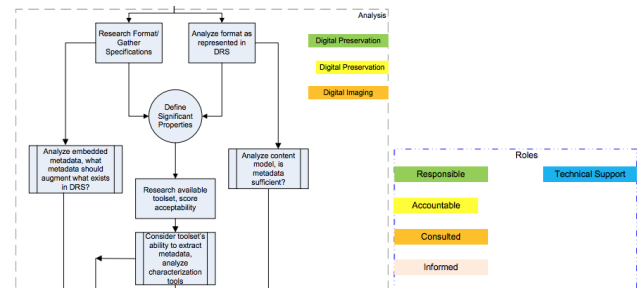 Analysis
Research Format/
Gather
Specifications
Analyze format as
represented in
DRS
Digital Preservation
Digital Preservation
Digital Imaging
Define
Significant
Properties
Analyze embedded
metadata, what
metadata should
augment what exists
in DRS?
Analyze content
model, is
metadata
sufficient?
Research available
toolset, score
acceptability
Consider toolset's
ability to extract
metadata,
analyze
characterization
tools
Roles
Responsible
Technical Support
Accountable
Consulted
Informed